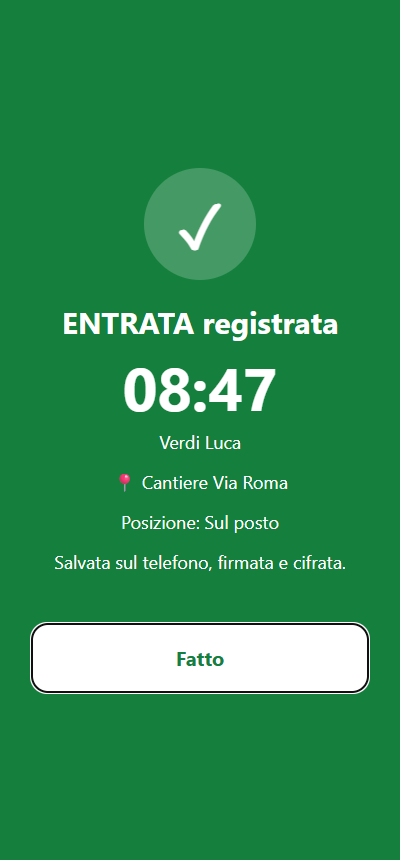 ENTRATA registrata
08:47
Verdi Luca
📍 Cantiere Via Roma
Posizione: Sul posto
Salvata sul telefono, firmata e cifrata.
Fatto